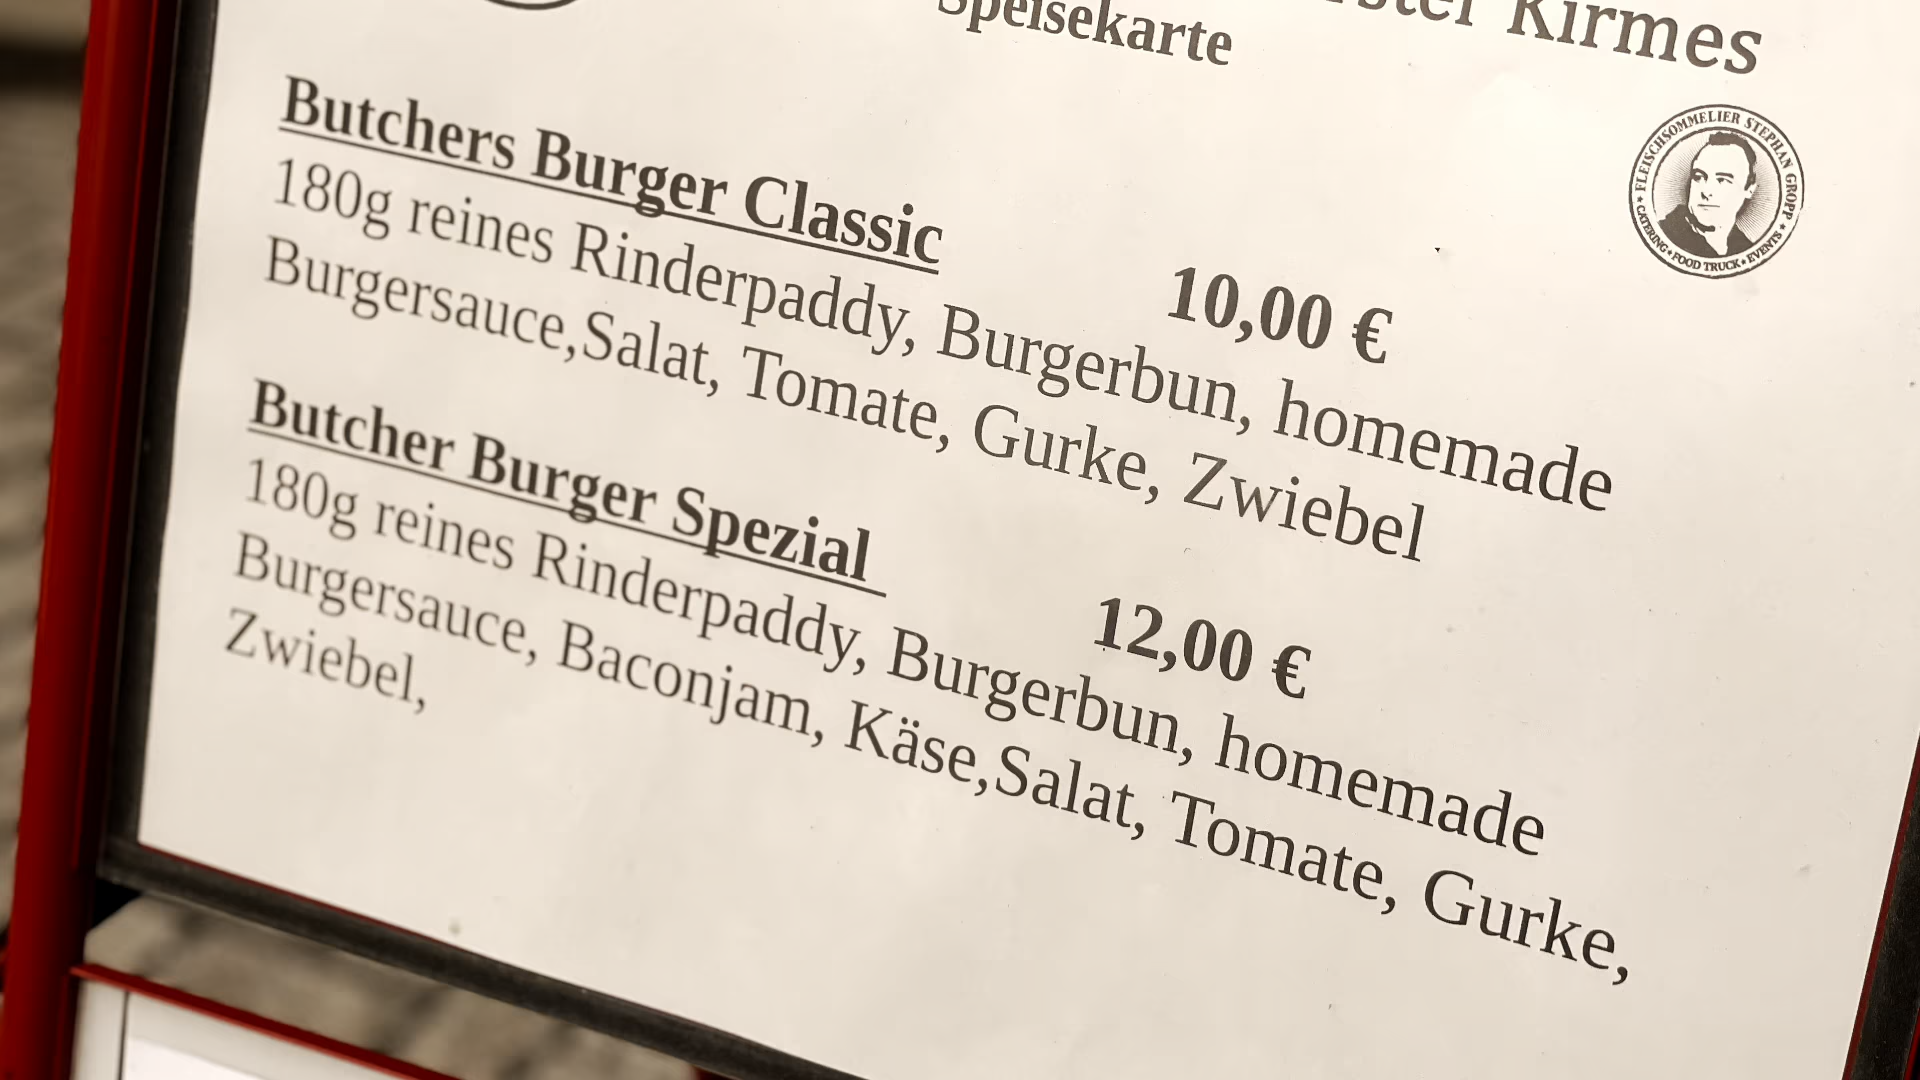 Kirmes
Speisekarte
FLEISCHSOMMELIER STEPHAN GROPP
CATERING * FOOD TRUCK * EVENTS
Butchers Burger Classic
10,00 €
180g reines Rinderpaddy, Burgerbun, homemade
Burgersauce,Salat, Tomate, Gurke, Zwiebel
Butcher Burger Spezial
12,00 €
180g reines Rinderpaddy, Burgerbun, homemade
Burgersauce, Baconjam, Käse,Salat, Tomate, Gurke,
Zwiebel,